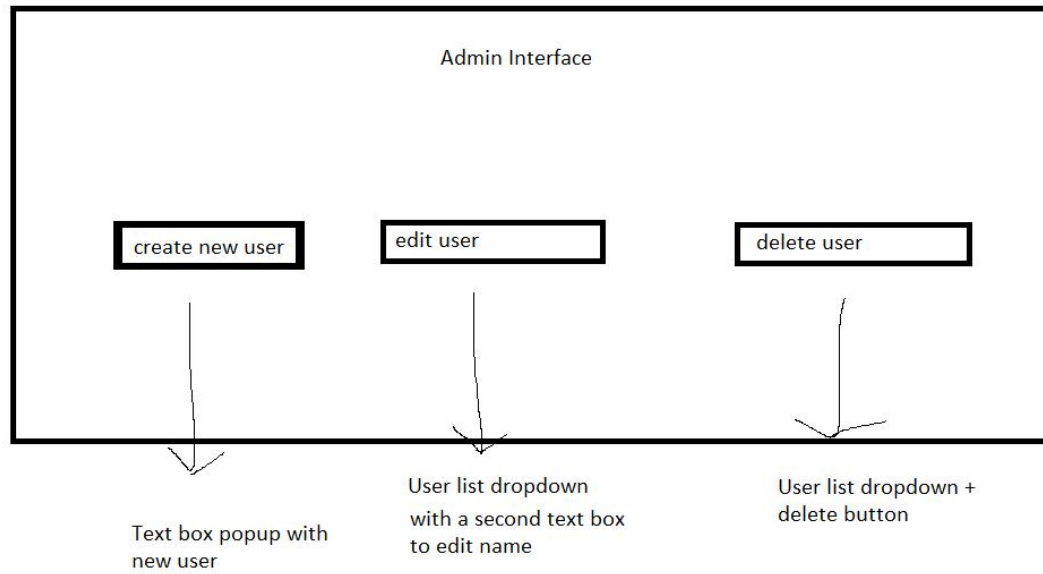 Admin Interface
create new user
edit user
delete user
Text box popup with
new user
User list dropdown
with a second text box
to edit name
User list dropdown +
delete button